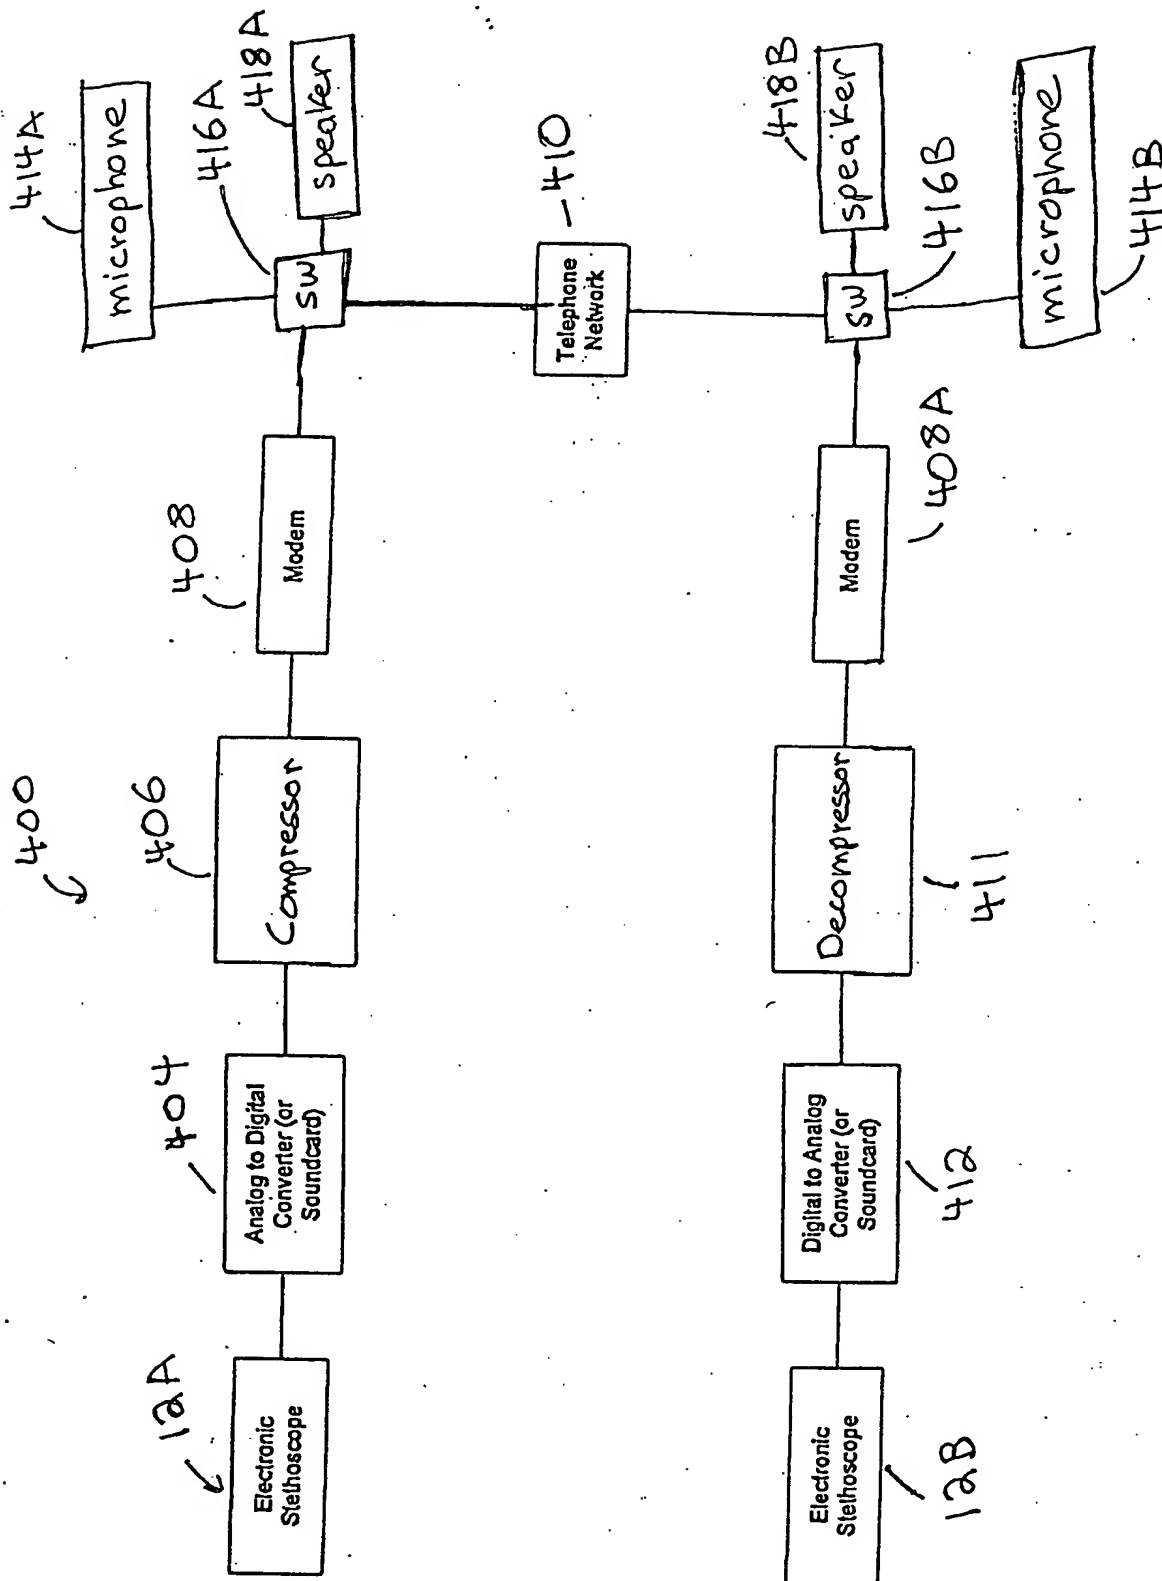 400
12A
Electronic
Stethoscope
404
Analog to Digital
Converter (or
Soundcard)
406
Compressor
408
Modem
414A
microphone
416A
SW
418A
speaker
Telephone
Network
410
Electronic
Stethoscope
12B
Digital to Analog
Converter (or
Soundcard)
412
Decompressor
411
Modem
408A
SW
416B
418B
speaker
microphone
414B